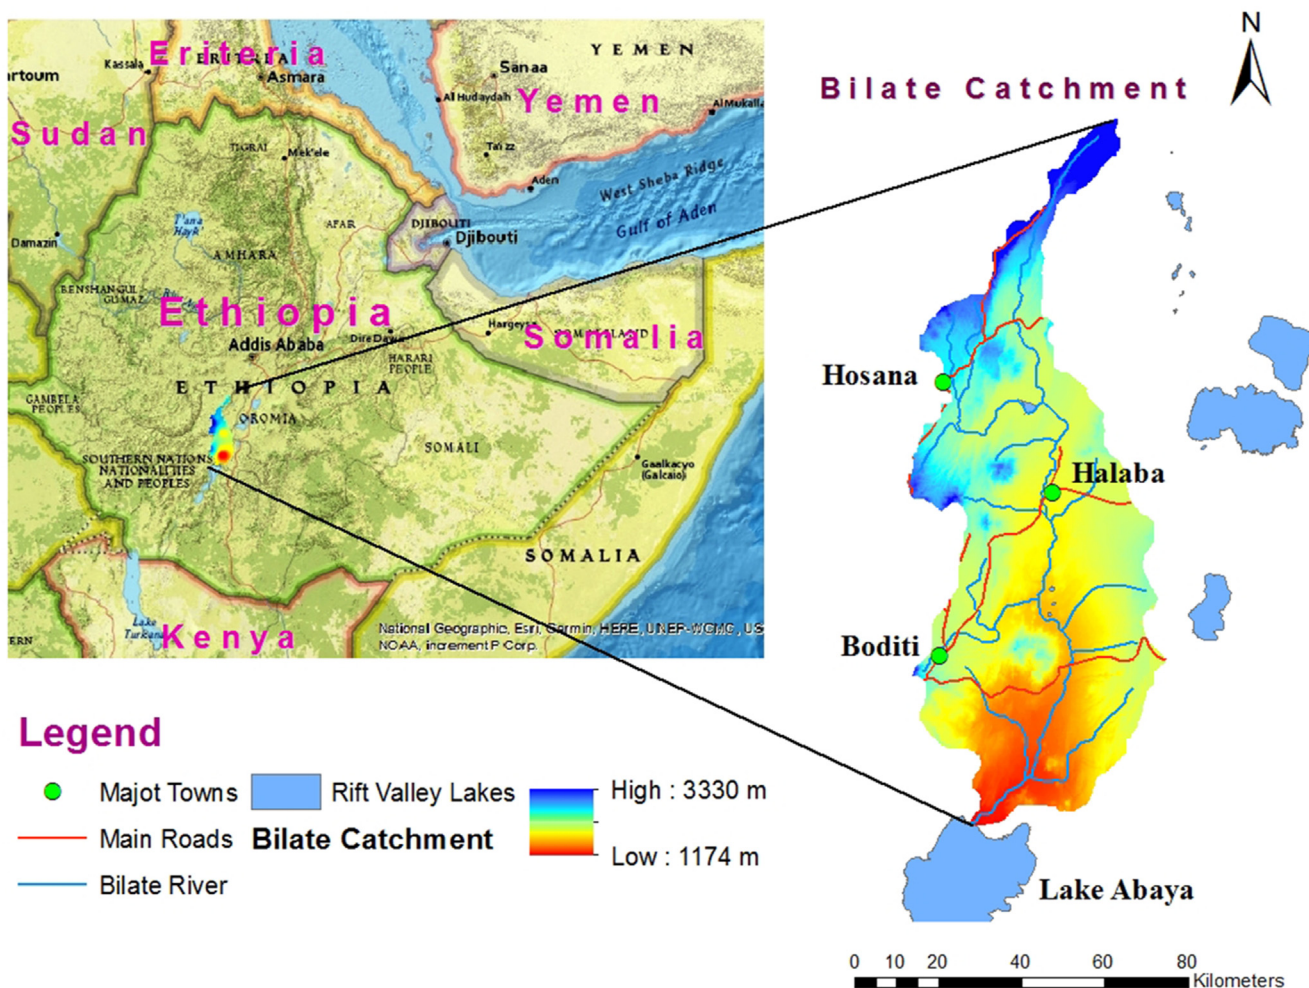 N
Bilate Catchment
Eriteria
ERITREA
Kassala
Asmara
artoum
Sudan
YEMEN
Sanaa
Yemen
Al Hudaydah
Al Mukalla
Ta'izz
Aden
West Sheba Ridge
Gulf of Aden
TIGRAI
Mek'ele
T'ana
Hayk'
AFAR
DJIBOUTI
Djibouti
Damazin
AMHARA
BENSHANGUL
GUMAZ
Ethiopia
Addis Ababa
Dire Dawa
HARARI
PEOPLE
Hargeysa
Somalia
ETHIOPIA
GAMBELA
PEOPLES
OROMIA
SOMALI
SOUTHERN NATIONS
NATIONALITIES
AND PEOPLES
Gaalkacyo
(Galcaio)
SOMALIA
Lake
Turkana
Kenya
ERN
National Geographic, Esri, Garmin, HERE, UNEP-WCMC, US
NOAA, increment P Corp.
Hosana
Halaba
Boditi
Lake Abaya
Legend
Majot Towns
Rift Valley Lakes
High : 3330 m
Main Roads
Bilate Catchment
Low : 1174 m
Bilate River
0 10 20 40 60 80
Kilometers